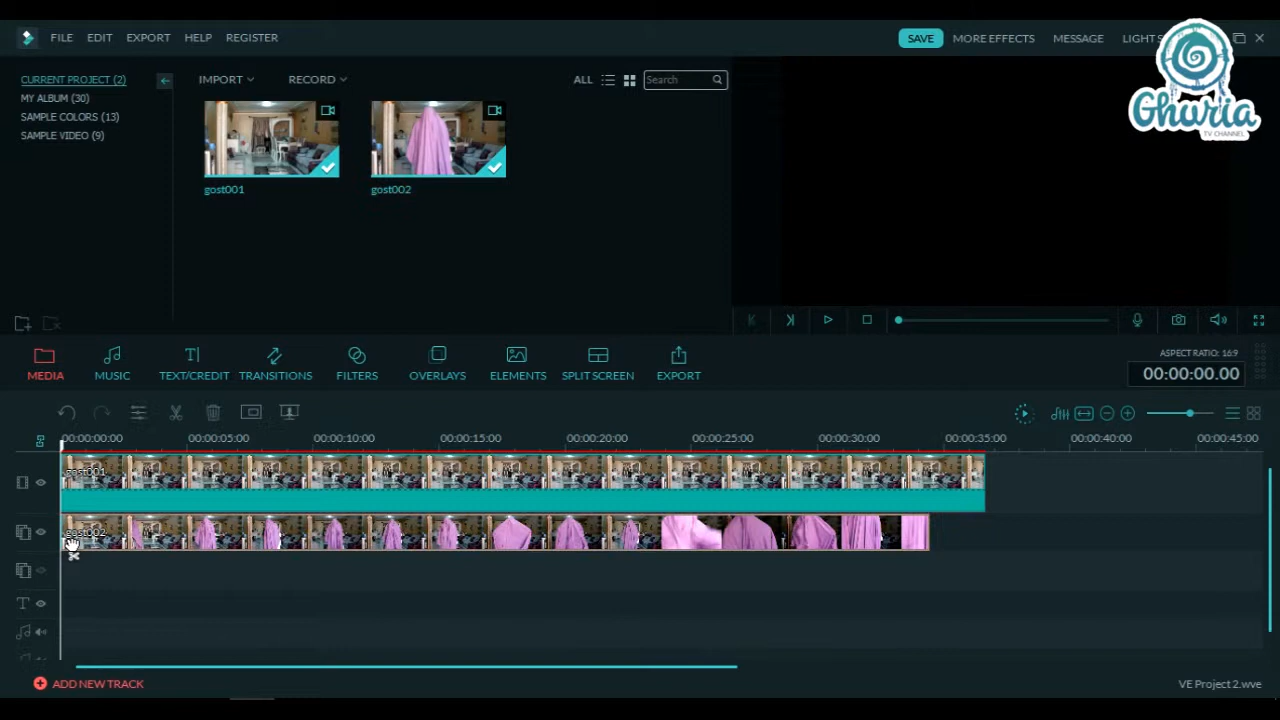 FILE EDIT EXPORT HELP REGISTER SAVE MORE EFFECTS MESSAGE LIGHT S
Ghuria
TV CHANNEL
CURRENT PROJECT (2) IMPORT RECORD ALL Search
MY ALBUM (30)
SAMPLE COLORS (13)
SAMPLE VIDEO (9)
gost001 gost002
MEDIA MUSIC TEXT/CREDIT TRANSITIONS FILTERS OVERLAYS ELEMENTS SPLIT SCREEN EXPORT
ASPECT RATIO: 16:9
00:00:00.00
00:00:00:00 00:00:05:00 00:00:10:00 00:00:15:00 00:00:20:00 00:00:25:00 00:00:30:00 00:00:35:00 00:00:40:00 00:00:45:00
gost001
gost002
ADD NEW TRACK VE Project 2.wve